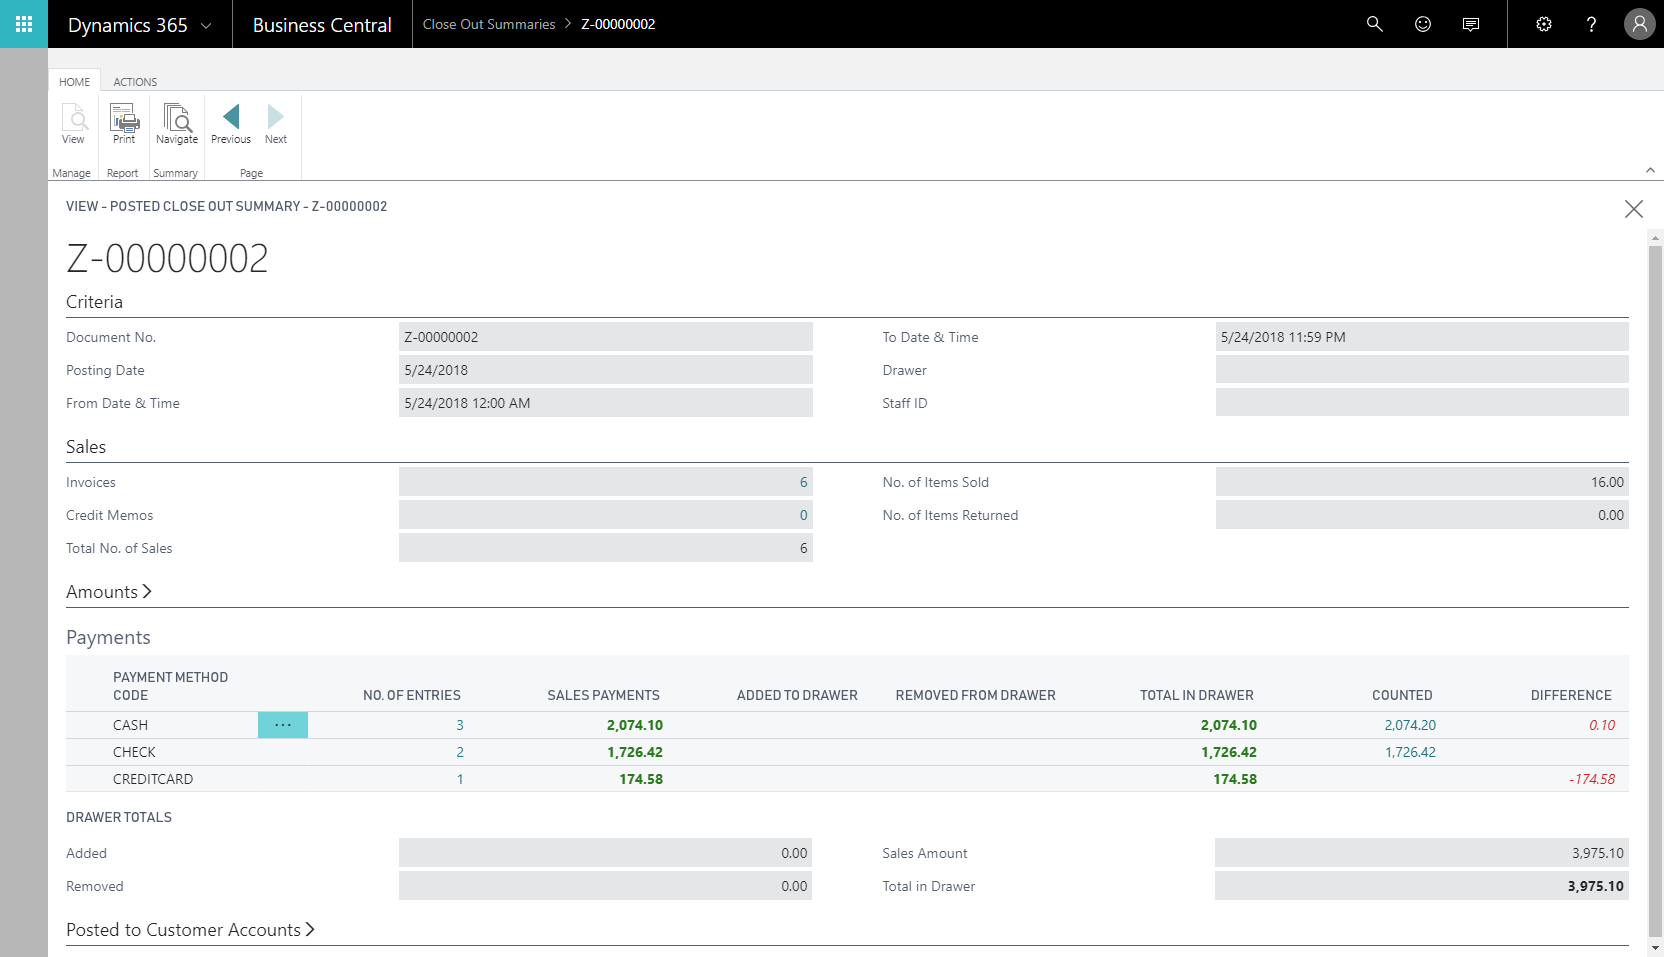 Dynamics 365 Business Central Close Out Summaries > Z-00000002 ?
HOME ACTIONS
View Print Navigate Previous Next
Manage Report Summary Page
VIEW - POSTED CLOSE OUT SUMMARY - Z-00000002
Z-00000002
Criteria
Document No. Z-00000002 To Date & Time 5/24/2018 11:59 PM
Posting Date 5/24/2018 Drawer
From Date & Time 5/24/2018 12:00 AM Staff ID
Sales
Invoices 6 No. of Items Sold 16.00
Credit Memos 0 No. of Items Returned 0.00
Total No. of Sales 6
Amounts >
Payments
PAYMENT METHOD
CODE NO. OF ENTRIES SALES PAYMENTS ADDED TO DRAWER REMOVED FROM DRAWER TOTAL IN DRAWER COUNTED DIFFERENCE
CASH ... 3 2,074.10 2,074.10 2,074.20 0.10
CHECK 2 1,726.42 1,726.42 1,726.42
CREDITCARD 1 174.58 174.58 -174.58
DRAWER TOTALS
Added 0.00 Sales Amount 3,975.10
Removed 0.00 Total in Drawer 3,975.10
Posted to Customer Accounts >